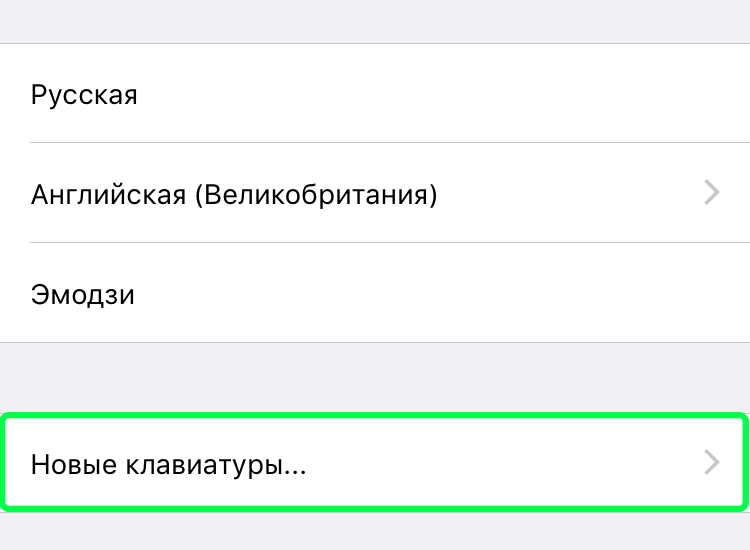 Русская
Английская (Великобритания)
Эмодзи
Новые клавиатуры...